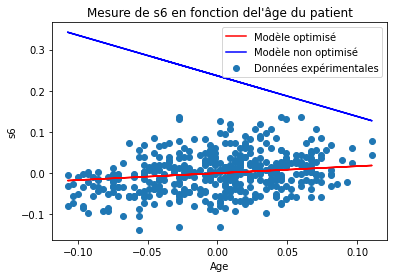 Mesure de s6 en fonction del'âge du patient
Modèle optimisé
Modèle non optimisé
Données expérimentales
s6
0.3
0.2
0.1
0.0
−0.1
−0.10
−0.05
0.00
0.05
0.10
Age